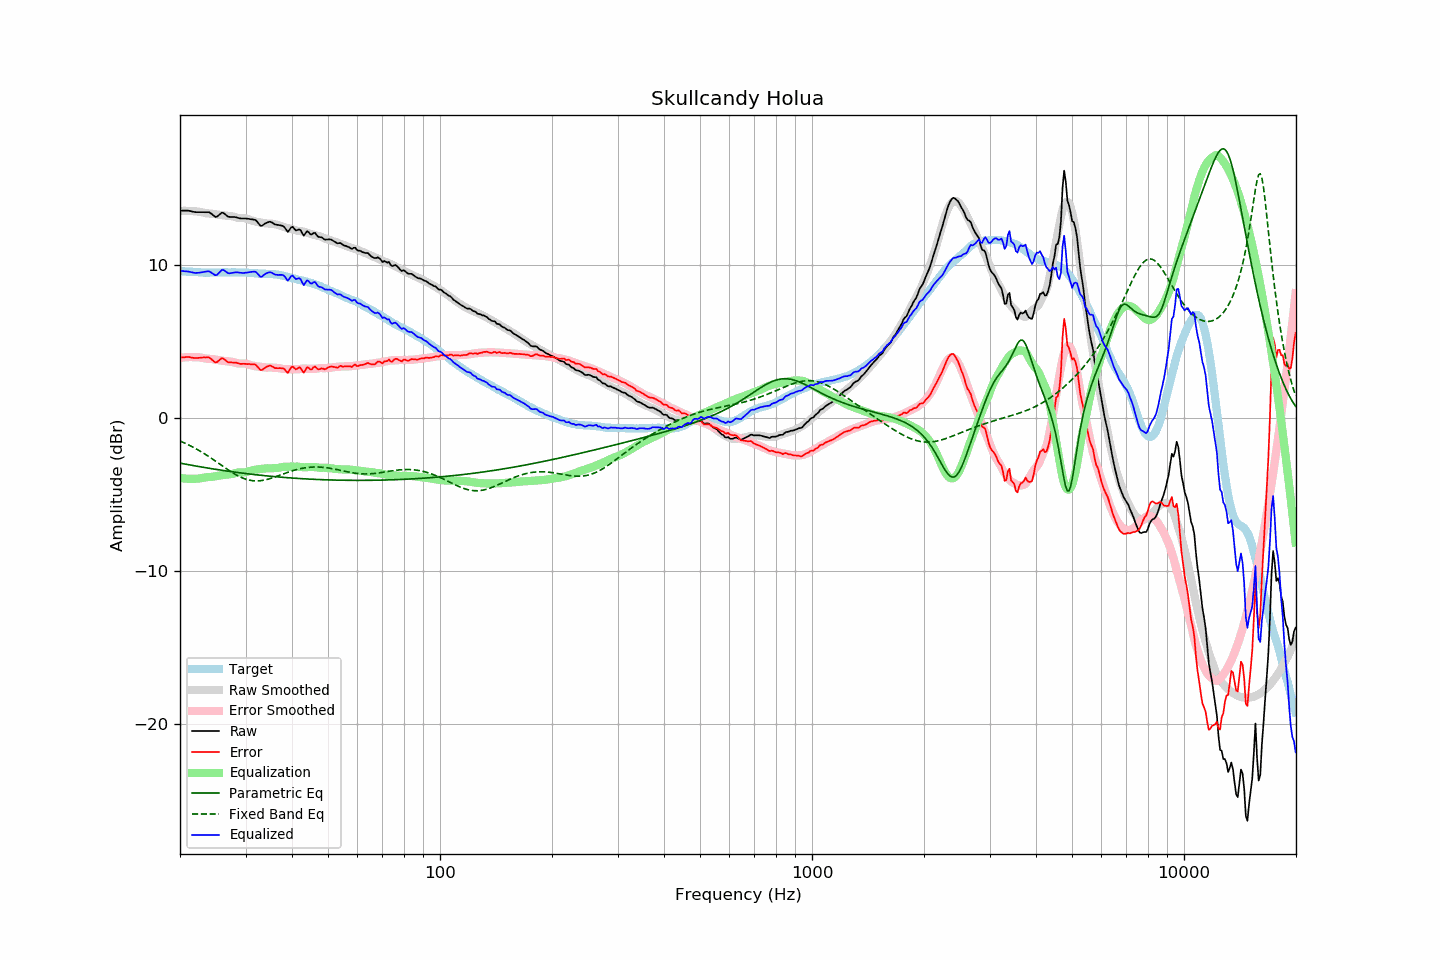 Skullcandy Holua
Amplitude (dBr)
10
0
−10
−20
Target
Raw Smoothed
Error Smoothed
Raw
Error
Equalization
Parametric Eq
Fixed Band Eq
Equalized
100
1000
10000
Frequency (Hz)